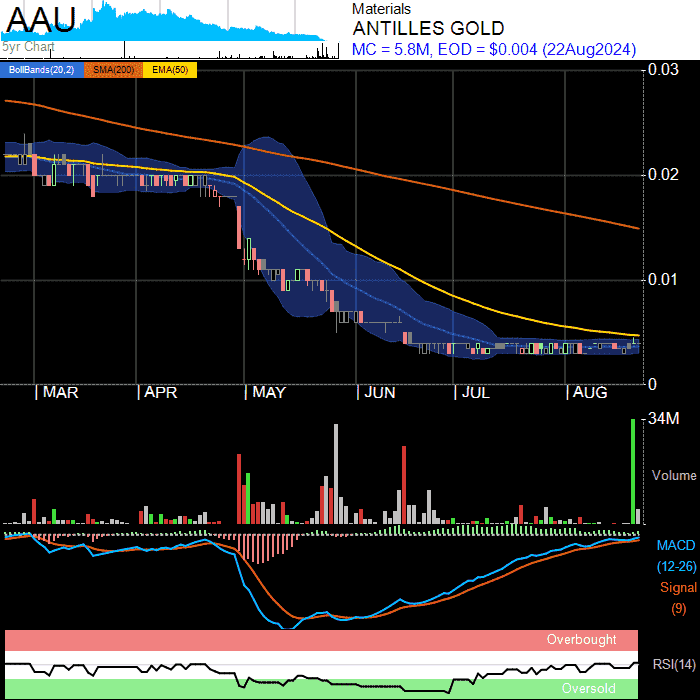 AAU
5yr Chart
Materials
ANTILLES GOLD
MC = 5.8M, EOD = $0.004 (22Aug2024)
BollBands(20,2) SMA(200) EMA(50)
0.03
0.02
0.01
0
MAR APR MAY JUN JUL AUG
34M
Volume
MACD
(12-26)
Signal
(9)
Overbought
RSI(14)
Oversold